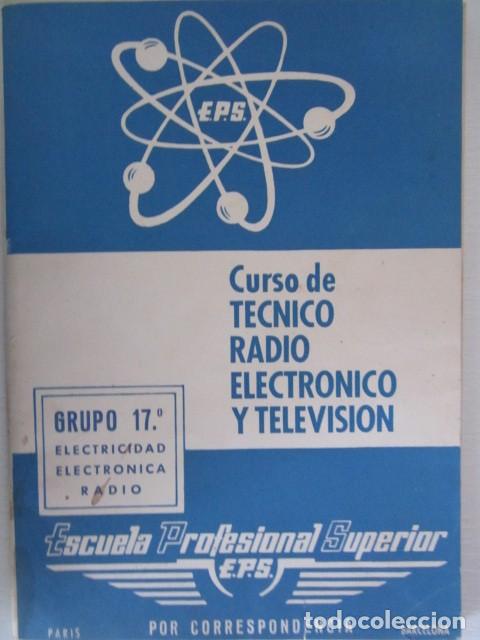 E.P.S.
Curso de
TECNICO
RADIO
ELECTRONICO
Y TELEVISION
GRUPO 17.º
ELECTRICIDAD
ELECTRONICA
RADIO
Escuela Profesional Superior
E.P.S.
PARIS POR CORRESPONDENCIA BARCELONA
todocoleccion